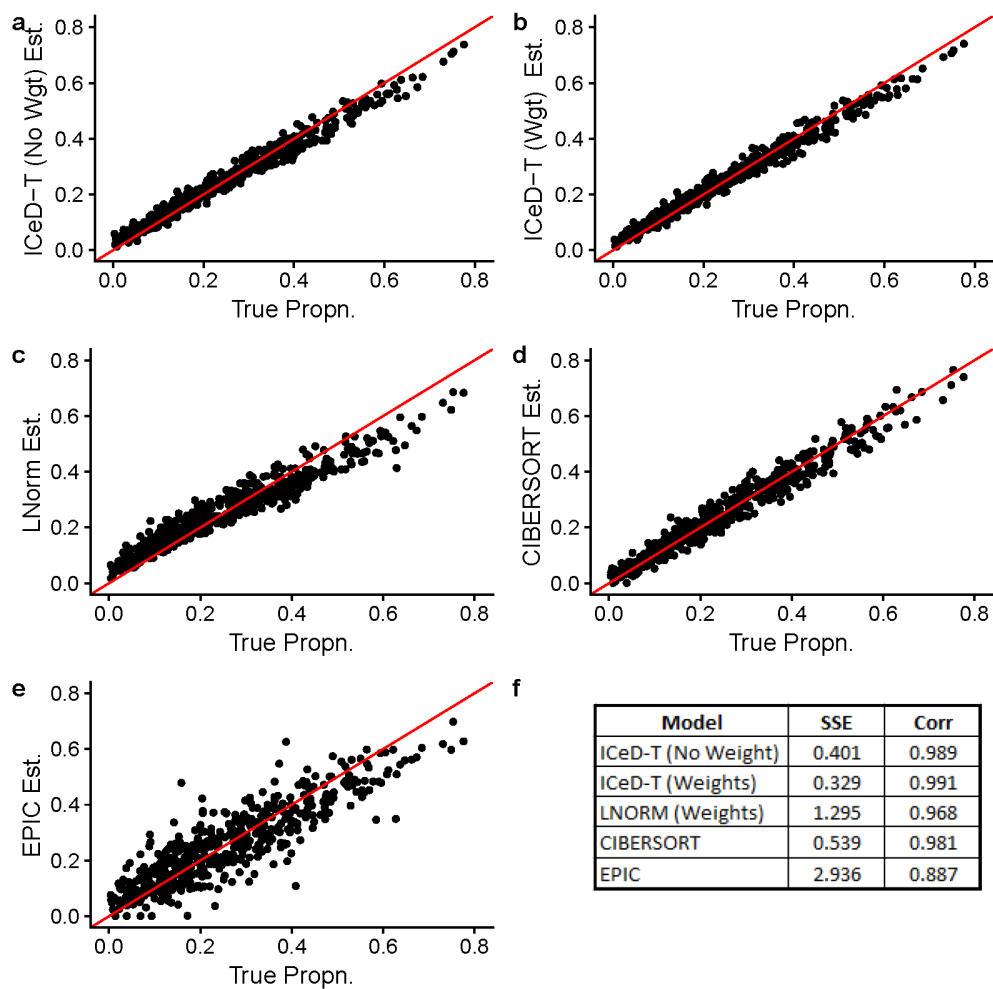 a
ICeD−T (No Wgt) Est.
0.8
0.6
0.4
0.2
0.0
0.0 0.2 0.4 0.6 0.8
True Propn.
b
ICeD−T (Wgt) Est.
0.8
0.6
0.4
0.2
0.0
0.0 0.2 0.4 0.6 0.8
True Propn.
c
LNorm Est.
0.8
0.6
0.4
0.2
0.0
0.0 0.2 0.4 0.6 0.8
True Propn.
d
CIBERSORT Est.
0.8
0.6
0.4
0.2
0.0
0.0 0.2 0.4 0.6 0.8
True Propn.
e
EPIC Est.
0.8
0.6
0.4
0.2
0.0
0.0 0.2 0.4 0.6 0.8
True Propn.
f
Model SSE Corr
ICeD-T (No Weight) 0.401 0.989
ICeD-T (Weights) 0.329 0.991
LNORM (Weights) 1.295 0.968
CIBERSORT 0.539 0.981
EPIC 2.936 0.887